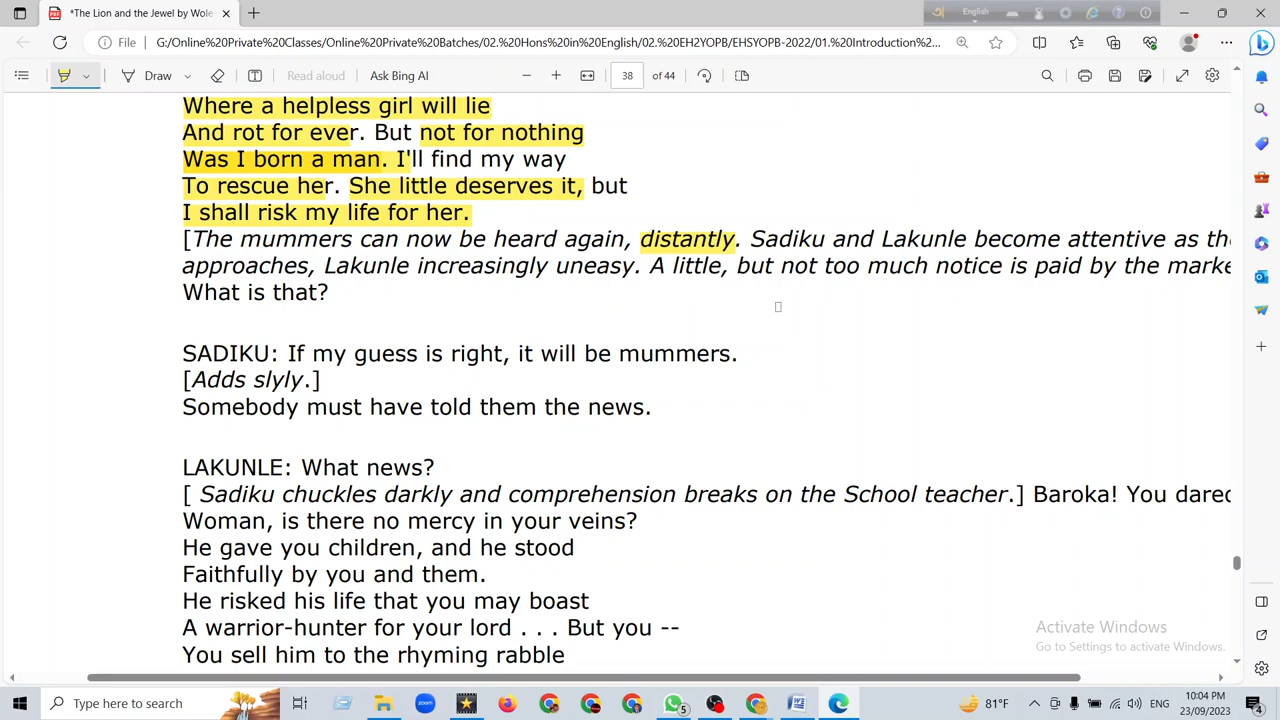 *The Lion and the Jewel by Wole
English
File
G:/Online%20Private%20Classes/Online%20Private%20Batches/02.%20Hons%20in%20English/02.%20EH2YOPB/EHSYOPB-2022/01.%20Introduction%...
Draw
Read aloud
Ask Bing AI
38 of 44
Where a helpless girl will lie
And rot for ever. But not for nothing
Was I born a man. I'll find my way
To rescue her. She little deserves it, but
I shall risk my life for her.
[The mummers can now be heard again, distantly. Sadiku and Lakunle become attentive as the
approaches, Lakunle increasingly uneasy. A little, but not too much notice is paid by the marke
What is that?
SADIKU: If my guess is right, it will be mummers.
[Adds slyly.]
Somebody must have told them the news.
LAKUNLE: What news?
[ Sadiku chuckles darkly and comprehension breaks on the School teacher.] Baroka! You dared
Woman, is there no mercy in your veins?
He gave you children, and he stood
Faithfully by you and them.
He risked his life that you may boast
A warrior-hunter for your lord . . . But you --
You sell him to the rhyming rabble
Activate Windows
Go to Settings to activate Windows.
Type here to search
5
81°F
ENG
10:04 PM
23/09/2023
4